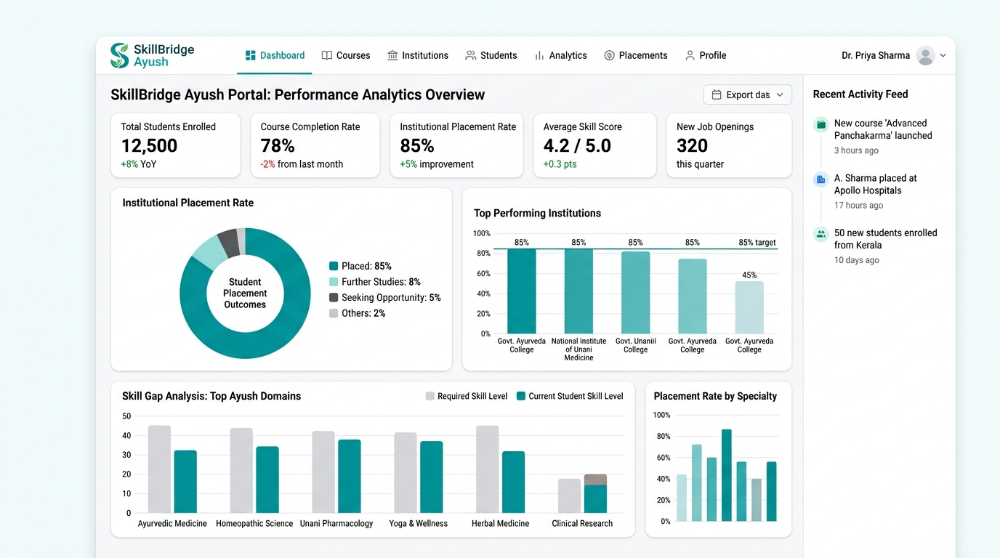 SkillBridge
Ayush
Dashboard
Courses
Institutions
Students
Analytics
Placements
Profile
Dr. Priya Sharma
SkillBridge Ayush Portal: Performance Analytics Overview
Export das
Total Students Enrolled
12,500
+8% YoY
Course Completion Rate
78%
-2% from last month
Institutional Placement Rate
85%
+5% improvement
Average Skill Score
4.2 / 5.0
+0.3 pts
New Job Openings
320
this quarter
Institutional Placement Rate
Student
Placement
Outcomes
Placed: 85%
Further Studies: 8%
Seeking Opportunity: 5%
Others: 2%
Top Performing Institutions
100%
80%
60%
40%
20%
0%
85%
85%
85%
85%
85% target
45%
Govt. Ayurveda
College
National institute
of Unani
Medicine
Govt. Unaniii
College
Govt. Ayurveda
College
Govt. Ayurveda
College
Skill Gap Analysis: Top Ayush Domains
Required Skill Level
Current Student Skill Level
50
40
30
20
10
0
Ayurvedic Medicine
Homeopathic Science
Unani Pharmacology
Yoga & Wellness
Herbal Medicine
Clinical Research
Placement Rate by Specialty
100%
80%
60%
40%
20%
0%
Recent Activity Feed
New course 'Advanced
Panchakarma' launched
3 hours ago
A. Sharma placed at
Apollo Hospitals
17 hours ago
50 new students enrolled
from Kerala
10 days ago